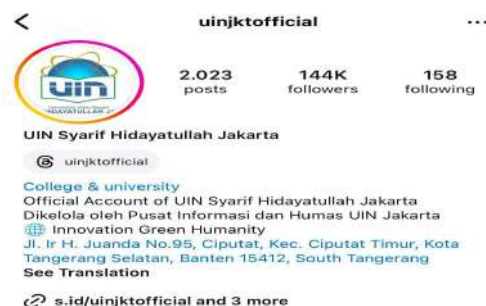 uinjktofficial
uin
2.023 144K 158
posts followers following
UIN Syarif Hidayatullah Jakarta
uinjktofficial
College & university
Official Account of UIN Syarif Hidayatullah Jakarta
Dikelola oleh Pusat Informasi dan Humas UIN Jakarta
Innovation Green Humanity
Jl. Ir H. Juanda No.95, Ciputat, Kec. Ciputat Timur, Kota
Tangerang Selatan, Banten 15412, South Tangerang
See Translation
s.id/uinjktofficial and 3 more